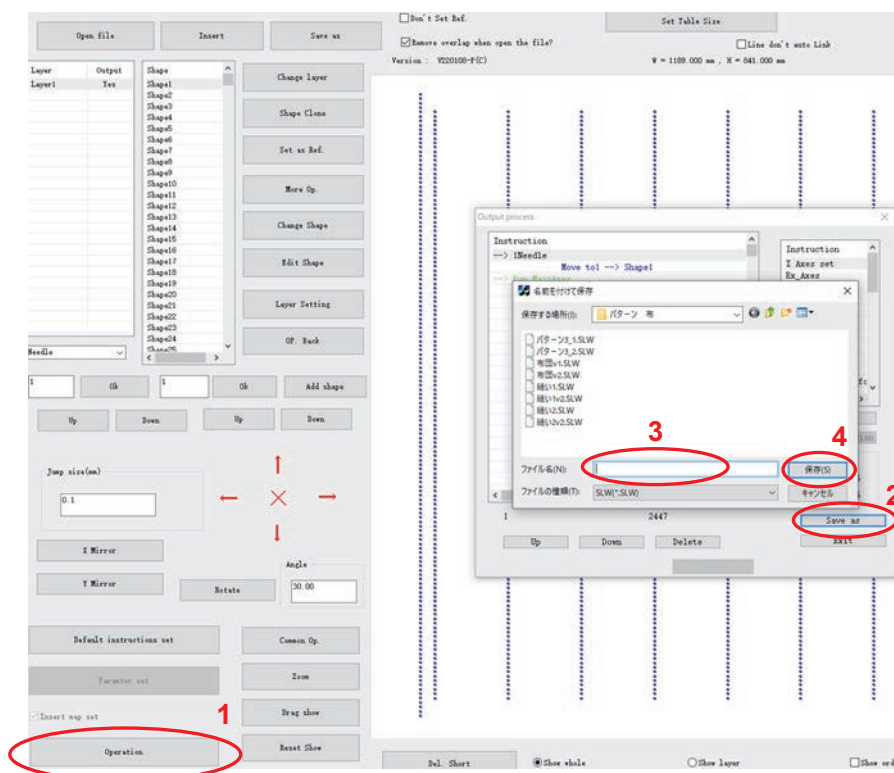 Open file
Insert
Save as
Don't Set Ref.
Set Table Size
Remove overlap when open the file?
Line don't auto Link
Version : V220108-F(C)
W = 1189.000 mm , H = 841.000 mm
Layer Output
Layer1 Yes
Shape
Shape1
Shape2
Shape3
Shape4
Shape5
Shape6
Shape7
Shape8
Shape9
Shape10
Shape11
Shape12
Shape13
Shape14
Shape15
Shape16
Shape17
Shape18
Shape19
Shape20
Shape21
Shape22
Shape23
Shape24
Shape25
Change layer
Shape Clone
Set as Ref.
More Op.
Change Shape
Edit Shape
Layer Setting
OP. Back
Needle
1
Ok
1
Ok
Add shape
Up
Down
Up
Down
Jump size(mm)
0.1
X Mirror
Y Mirror
Rotate
Angle
30.00
Default instructions set
Paramter set
Insert map set
1
Operation
Common Op.
Zoom
Drag show
Reset Show
Output process
Instruction
--> 1Needle
Move to1 --> Shape1
Instruction
Z Axes set
Ex_Axes
名前を付けて保存
保存する場所(I):
パターン 布
パターン3_1.SLW
パターン3_2.SLW
布団v1.SLW
布団v2.SLW
縫い1.SLW
縫い1v2.SLW
縫い2.SLW
縫い2v2.SLW
3
4
ファイル名(N):
保存(S)
ファイルの種類(T):
SLW(*.SLW)
キャンセル
2
1
2447
Save as
Up
Down
Delete
Exit
Del. Short
Show whole
Show layer
Show or